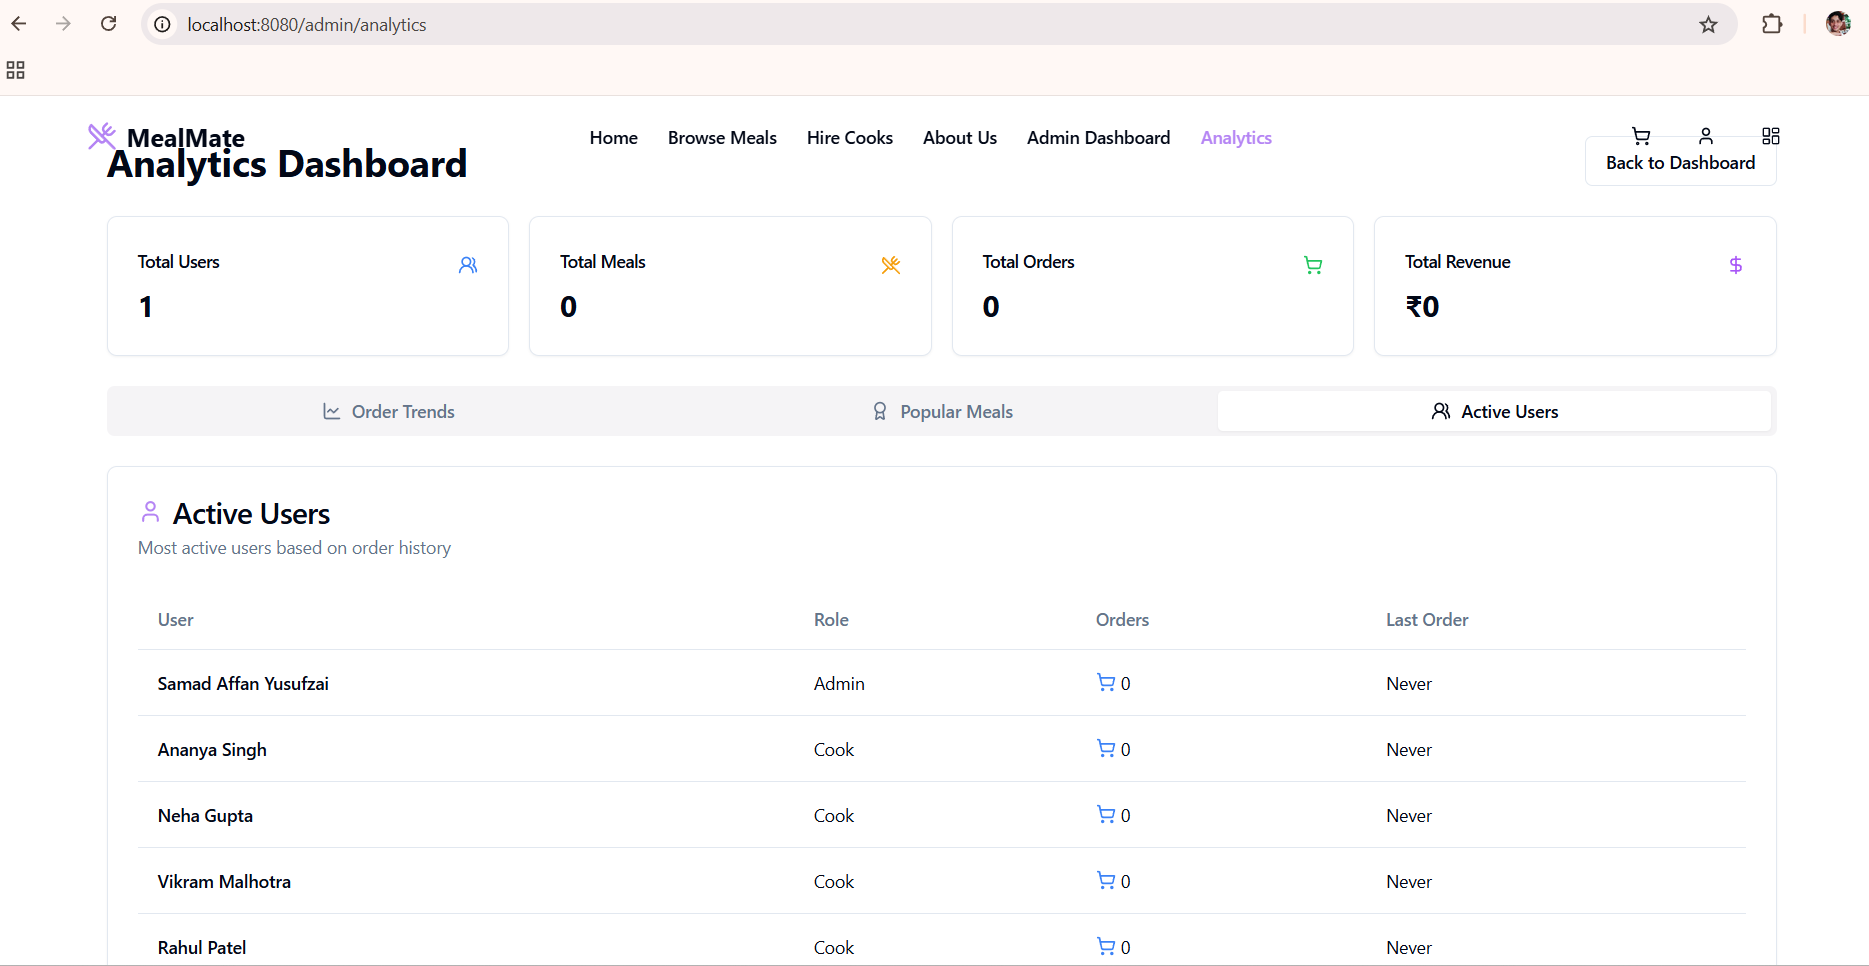 localhost:8080/admin/analytics
MealMate
Home Browse Meals Hire Cooks About Us Admin Dashboard Analytics
Analytics Dashboard
Back to Dashboard
Total Users Total Meals Total Orders Total Revenue
1 0 0 ₹0
Order Trends Popular Meals Active Users
Active Users
Most active users based on order history
User Role Orders Last Order
Samad Affan Yusufzai Admin 0 Never
Ananya Singh Cook 0 Never
Neha Gupta Cook 0 Never
Vikram Malhotra Cook 0 Never
Rahul Patel Cook 0 Never